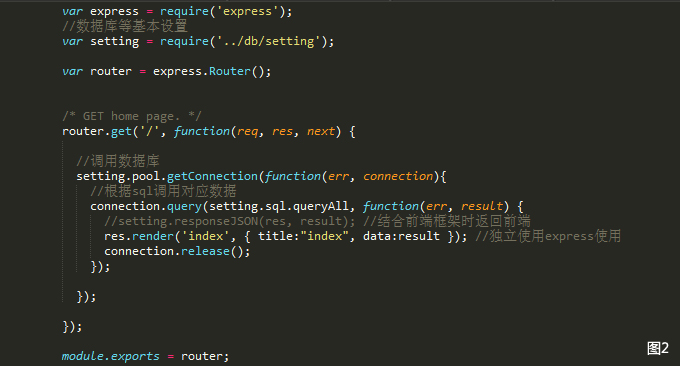 var express = require('express');
//数据库等基本设置
var setting = require('../db/setting');
var router = express.Router();
/* GET home page. */
router.get('/', function(req, res, next) {
//调用数据库
setting.pool.getConnection(function(err, connection){
//根据sql调用对应数据
connection.query(setting.sql.queryAll, function(err, result) {
//setting.responseJSON(res, result); //结合前端框架时返回前端
res.render('index', { title:"index", data:result }); //独立使用express使用
connection.release();
});
});
});
module.exports = router;
图2